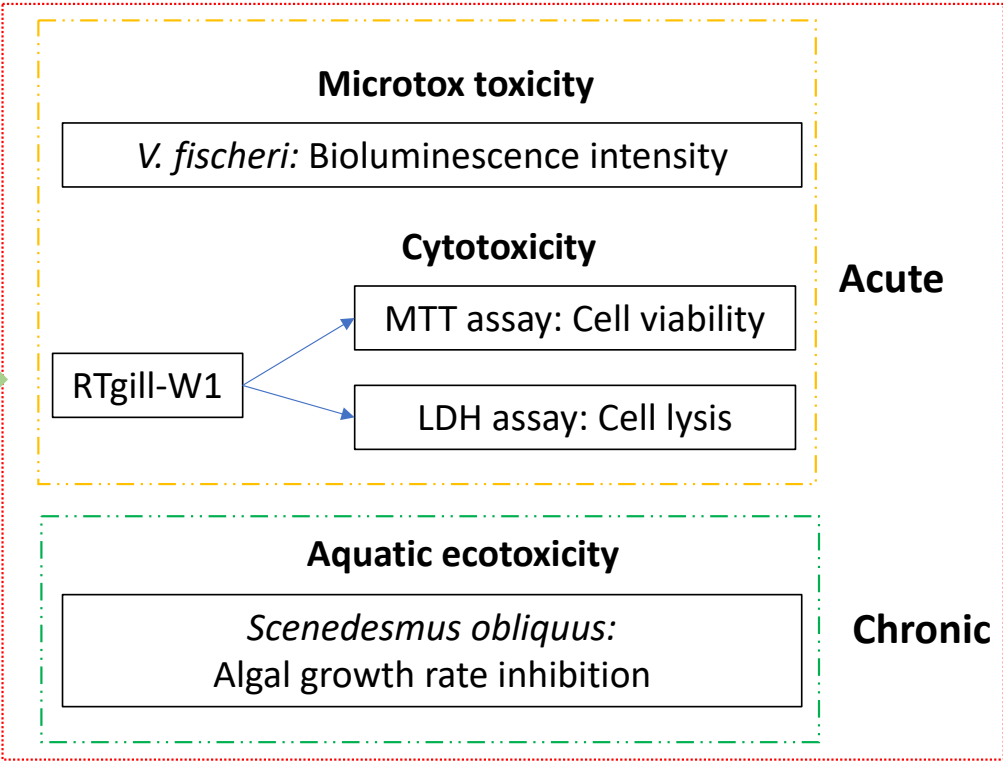 Microtox toxicity
V. fischeri: Bioluminescence intensity
Cytotoxicity
Acute
MTT assay: Cell viability
RTgill-W1
LDH assay: Cell lysis
Aquatic ecotoxicity
Scenedesmus obliquus:
Chronic
Algal growth rate inhibition